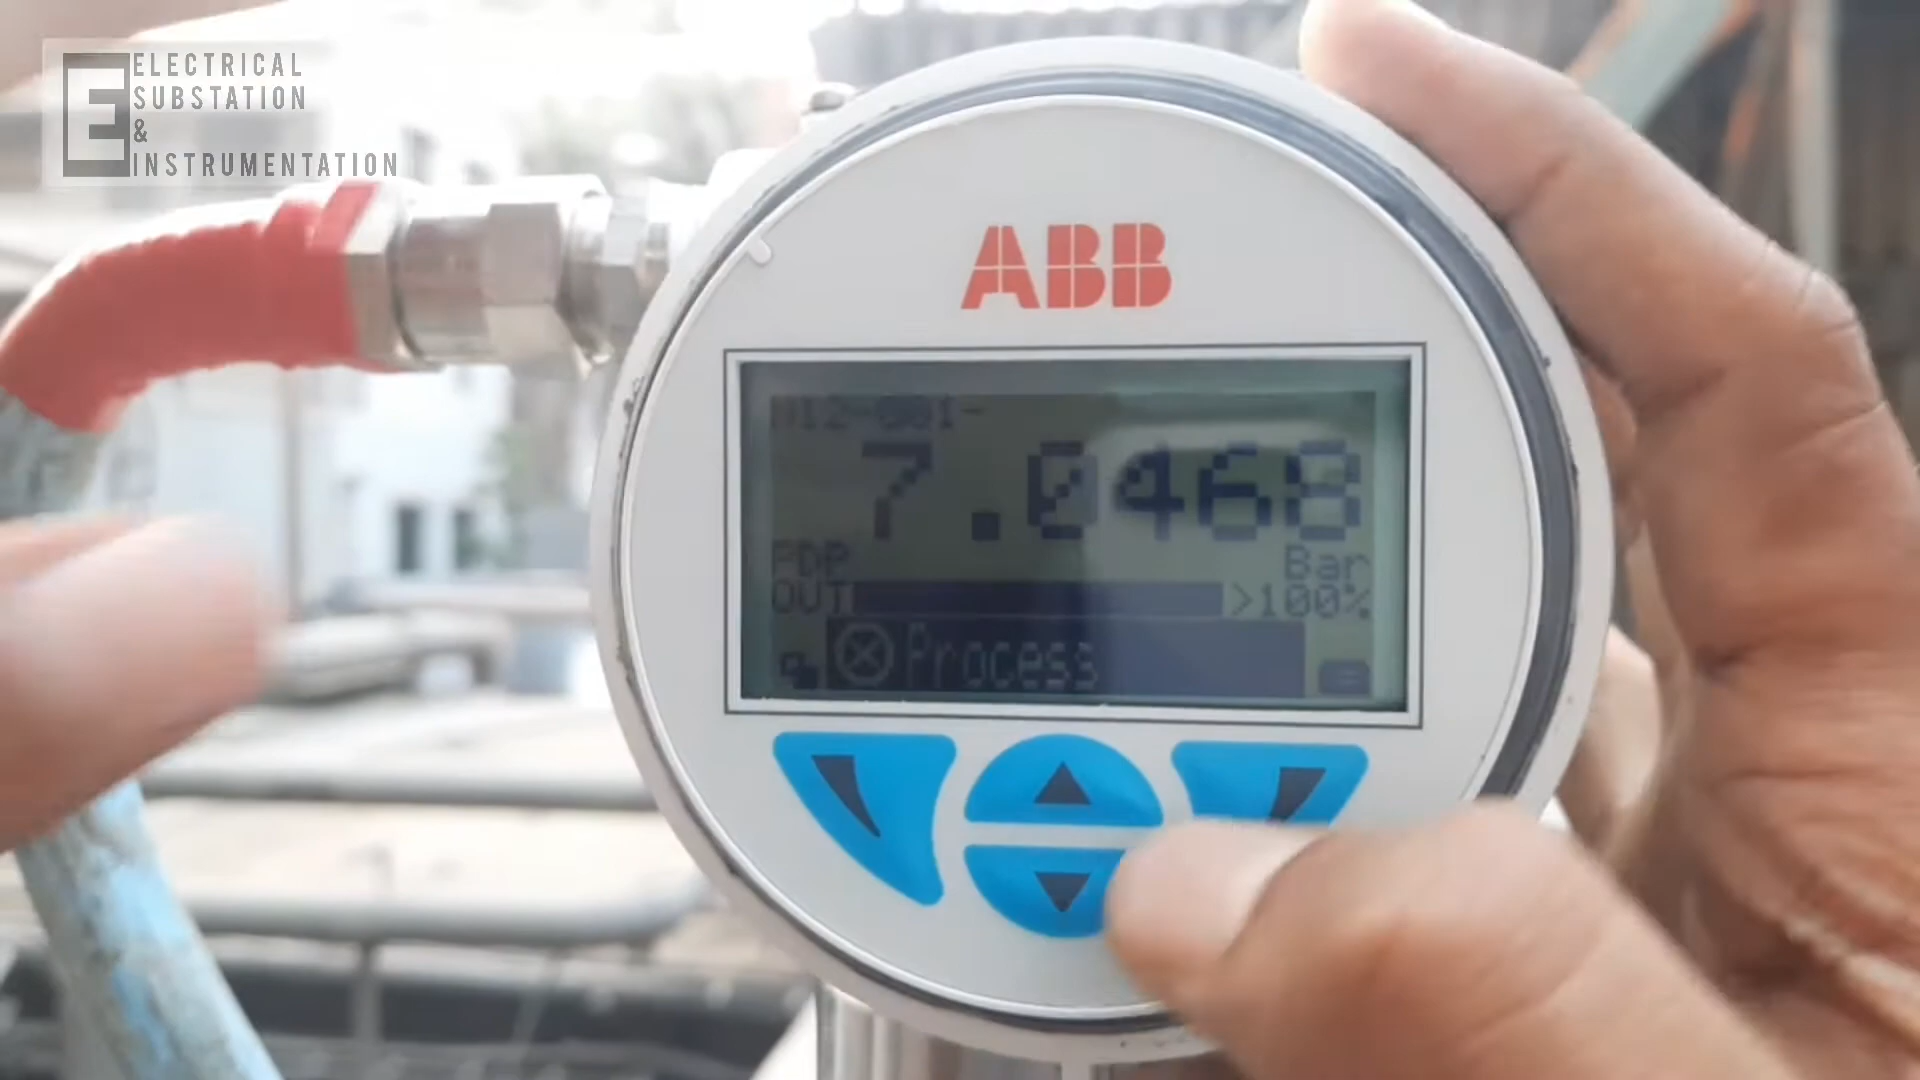 ELECTRICAL
SUBSTATION
&
INSTRUMENTATION
ABB
7.0468
PDP Bar
OUT >100%
Process